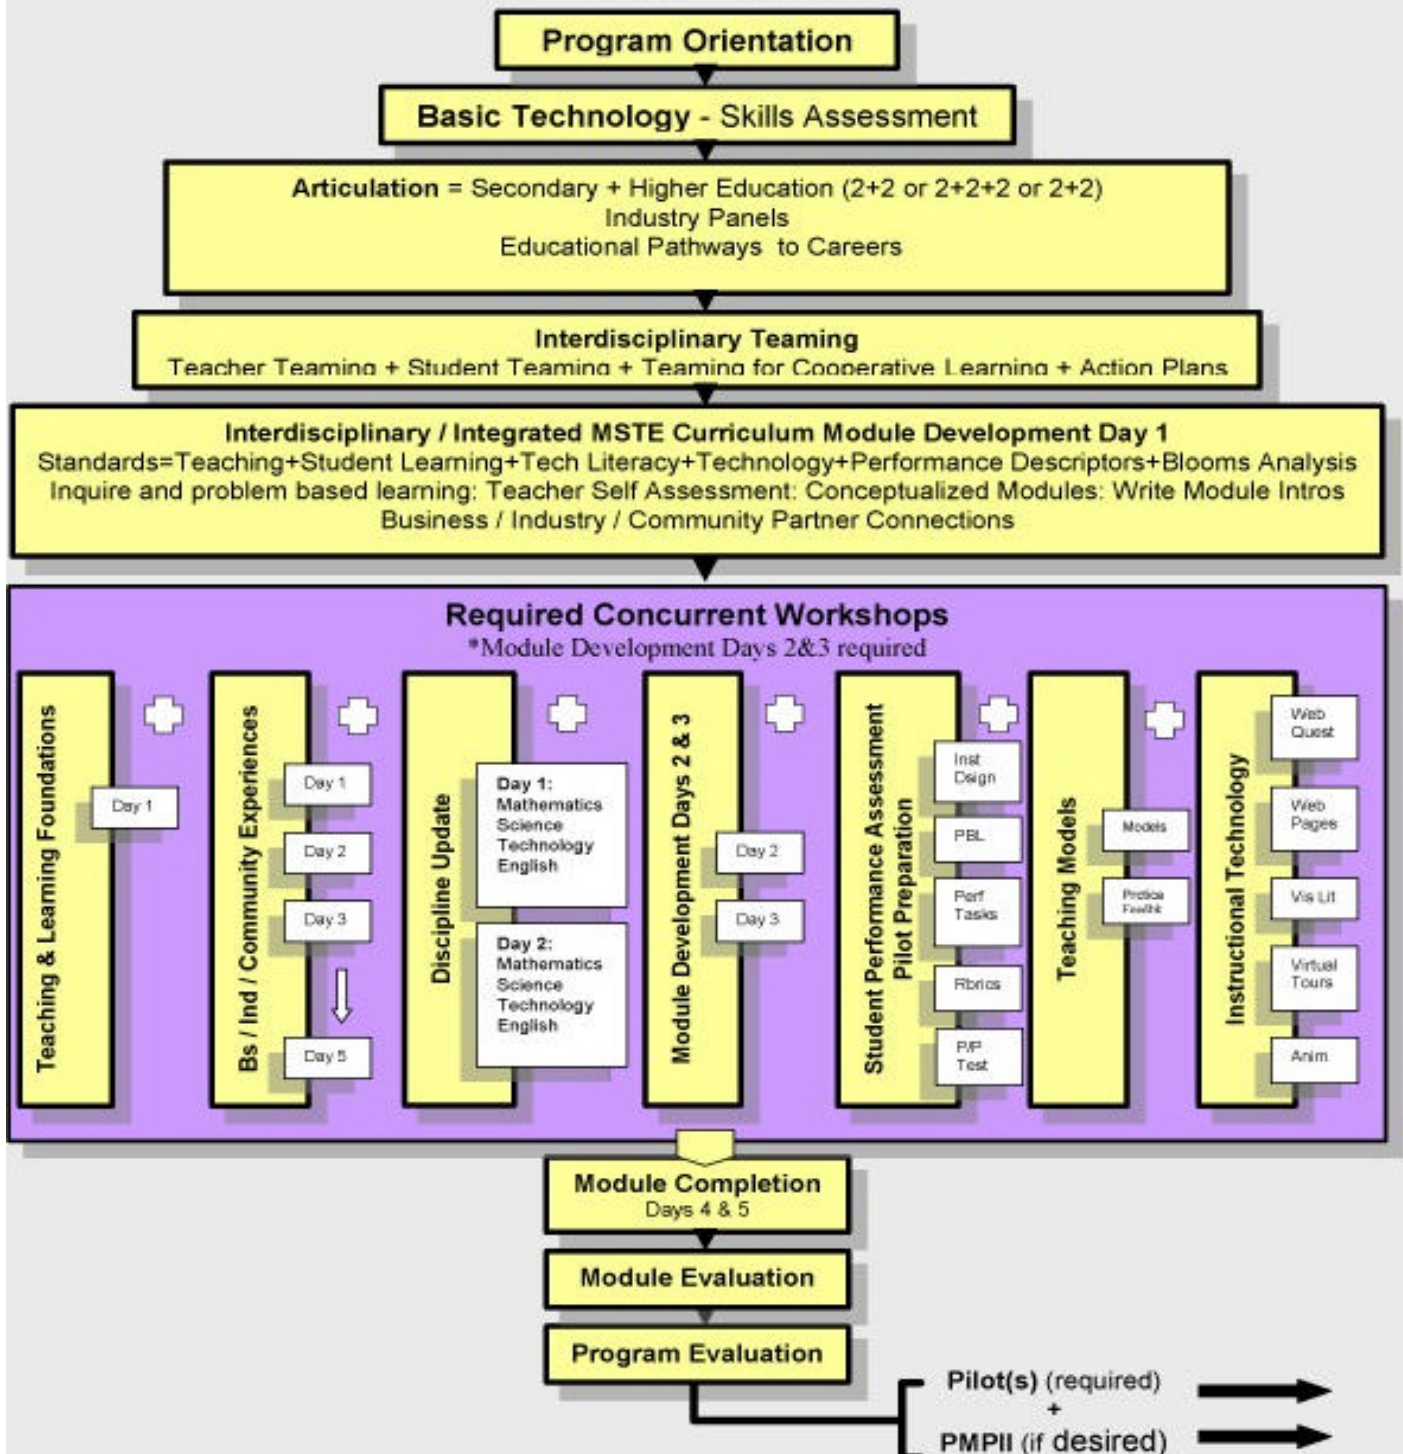 Program Orientation
Basic Technology - Skills Assessment
Articulation = Secondary + Higher Education (2+2 or 2+2+2 or 2+2)
Industry Panels
Educational Pathways to Careers
Interdisciplinary Teaming
Teacher Teaming + Student Teaming + Teaming for Cooperative Learning + Action Plans
Interdisciplinary / Integrated MSTE Curriculum Module Development Day 1
Standards=Teaching+Student Learning+Tech Literacy+Technology+Performance Descriptors+Blooms Analysis
Inquire and problem based learning: Teacher Self Assessment: Conceptualized Modules: Write Module Intros
Business / Industry / Community Partner Connections
Required Concurrent Workshops
*Module Development Days 2&3 required
Teaching & Learning Foundations
Day 1
Bs / Ind / Community Experiences
Day 1
Day 2
Day 3
Day 5
Discipline Update
Day 1:
Mathematics
Science
Technology
English
Day 2:
Mathematics
Science
Technology
English
Module Development Days 2 & 3
Day 2
Day 3
Student Performance Assessment
Pilot Preparation
Inst
Dsign
PBL
Perf
Tasks
Rbrics
P/P
Test
Teaching Models
Models
Instructional Technology
Web
Quest
Web
Pages
Vis Lit
Virtual
Tours
Anim
Module Completion
Days 4 & 5
Module Evaluation
Program Evaluation
Pilot(s) (required)
+
PMPII (if desired)